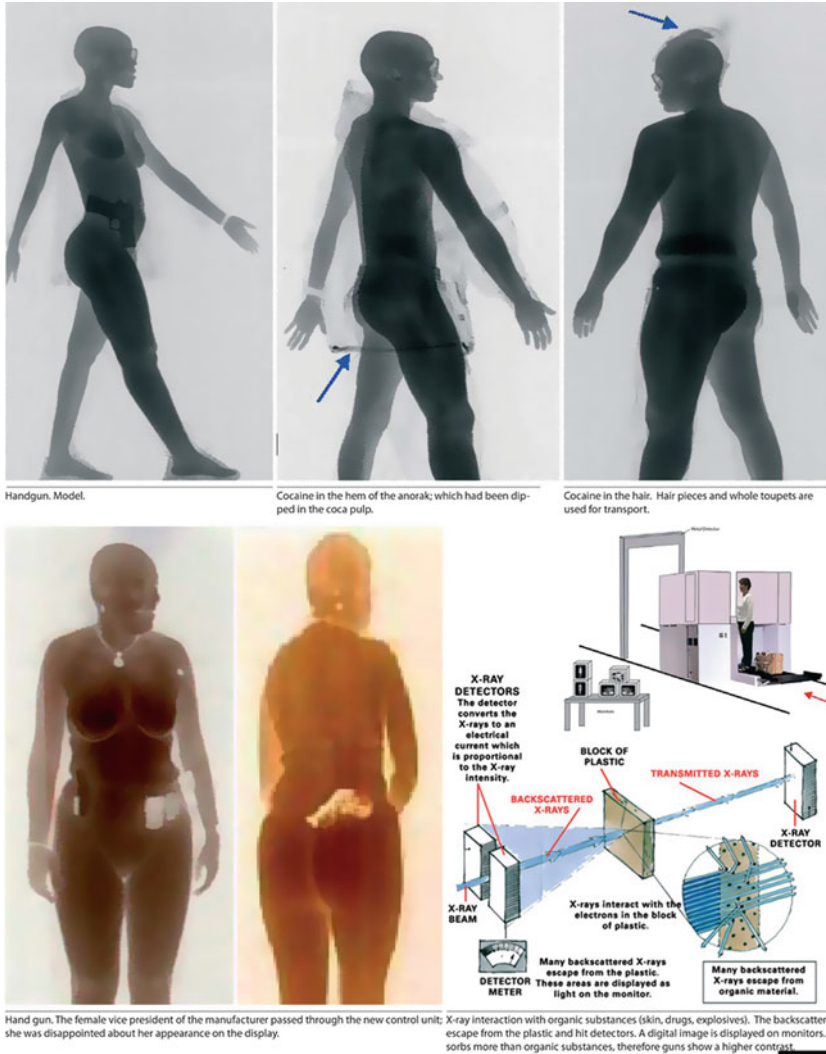 Handgun. Model.
Cocaine in the hem of the anorak; which had been dip-
ped in the coca pulp.
Cocaine in the hair. Hair pieces and whole toupets are
used for transport.
Metal Detector
Monitors
X-RAY
DETECTORS
The detector
converts the
X-rays to an
electrical
current which
is proportional
to the X-ray
intensity.
BLOCK OF
PLASTIC
TRANSMITTED X-RAYS
BACKSCATTERED
X-RAYS
X-RAY
DETECTOR
X-RAY
BEAM
X-rays interact with the
electrons in the block
of plastic.
DETECTOR
METER
Many backscattered X-rays
escape from the plastic.
These areas are displayed as
light on the monitor.
Many backscattered
X-rays escape from
organic material.
Hand gun. The female vice president of the manufacturer passed through the new control unit;
she was disappointed about her appearance on the display.
X-ray interaction with organic substances (skin, drugs, explosives). The backscatter
escape from the plastic and hit detectors. A digital image is displayed on monitors.
sorbs more than organic substances, therefore guns show a higher contrast.